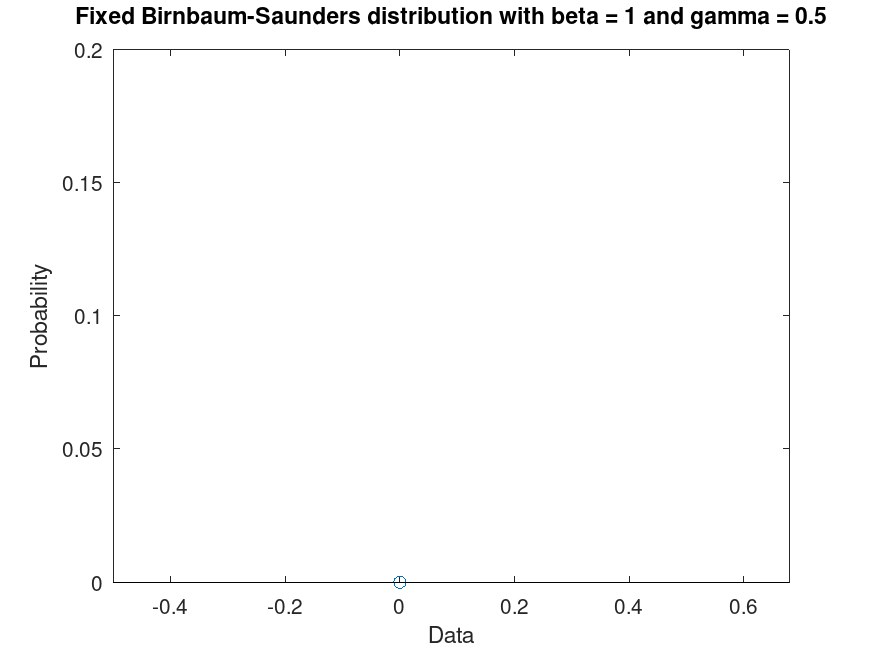 Fixed Birnbaum-Saunders distribution with beta = 1 and gamma = 0.5
0.2
0.15
0.1
0.05
0
Probability
-0.4 -0.2 0 0.2 0.4 0.6
Data